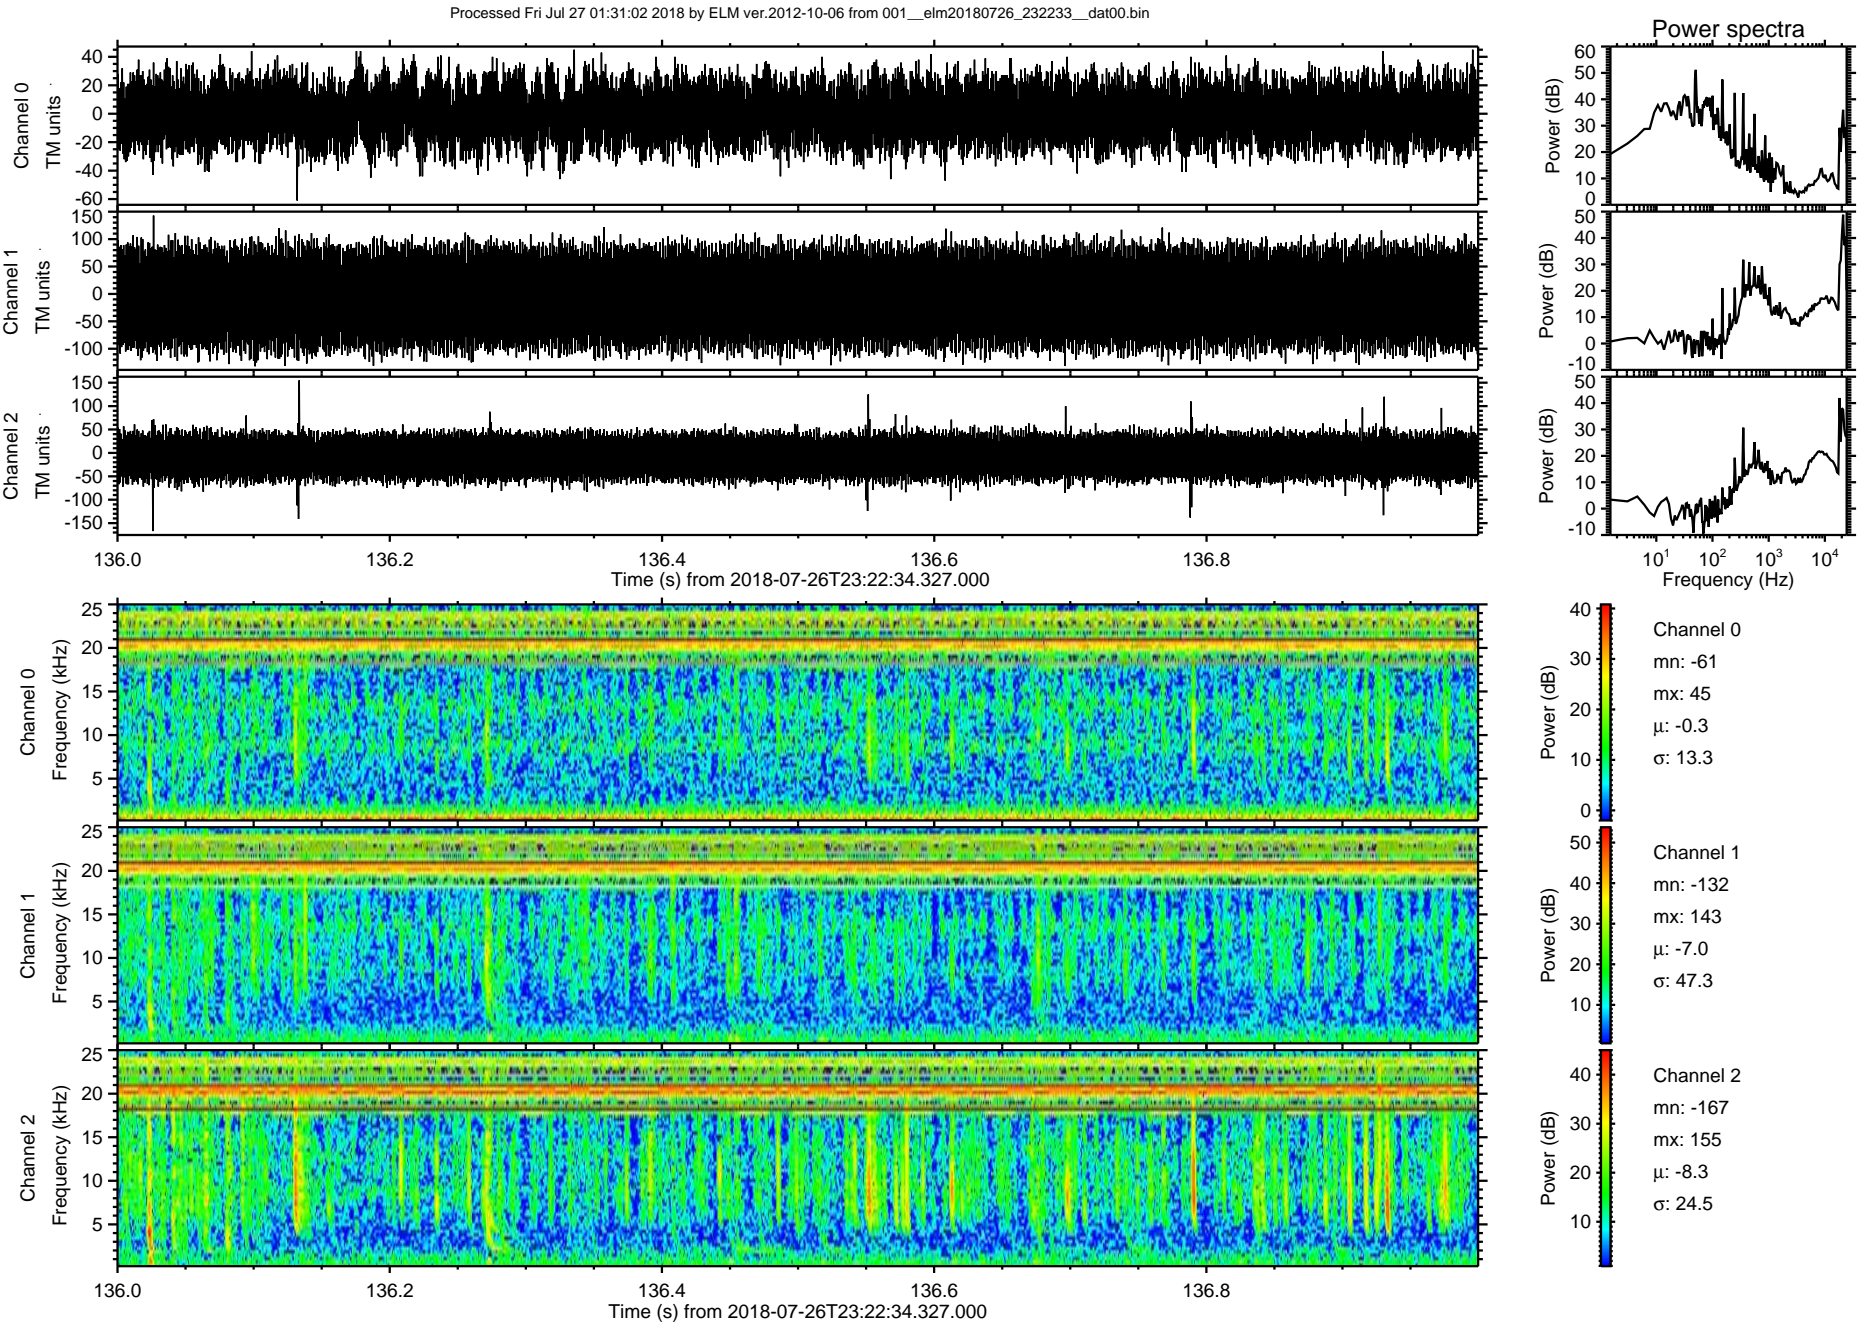 Processed Fri Jul 27 01:31:02 2018 by ELM ver.2012-10-06 from 001__elm20180726_232233__dat00.bin
Power spectra
Channel 0
TM units
40
20
0
-20
-40
-60
Power (dB)
60
50
40
30
20
10
0
Channel 1
TM units
150
100
50
0
-50
-100
Power (dB)
50
40
30
20
10
0
-10
Channel 2
TM units
150
100
50
0
-50
-100
-150
Power (dB)
50
40
30
20
10
0
-10
136.0 136.2 136.4 136.6 136.8
Time (s) from 2018-07-26T23:22:34.327.000
10^1 10^2 10^3 10^4
Frequency (Hz)
Channel 0
Frequency (kHz)
25
20
15
10
5
Power (dB)
40
30
20
10
0
Channel 0
mn: -61
mx: 45
μ: -0.3
σ: 13.3
Channel 1
Frequency (kHz)
25
20
15
10
5
Power (dB)
50
40
30
20
10
Channel 1
mn: -132
mx: 143
μ: -7.0
σ: 47.3
Channel 2
Frequency (kHz)
25
20
15
10
5
Power (dB)
40
30
20
10
Channel 2
mn: -167
mx: 155
μ: -8.3
σ: 24.5
136.0 136.2 136.4 136.6 136.8
Time (s) from 2018-07-26T23:22:34.327.000